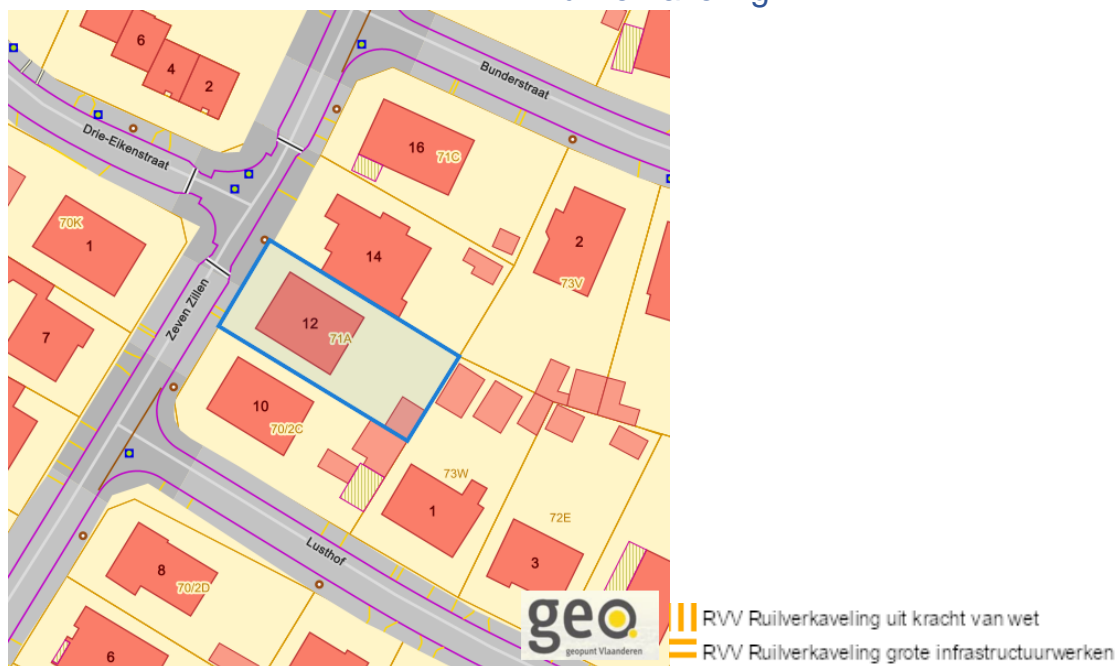 Bunderstraat
6
4
2
Drie-Eikenstraat
16
71C
70K
1
2
14
73V
Zeven Zillen
12
71A
7
10
70/2C
73W
1
72E
3
Lusthof
8
70/2D
6
geo.
geopunt Vlaanderen
RVV Ruilverkaveling uit kracht van wet
RVV Ruilverkaveling grote infrastructuurwerken